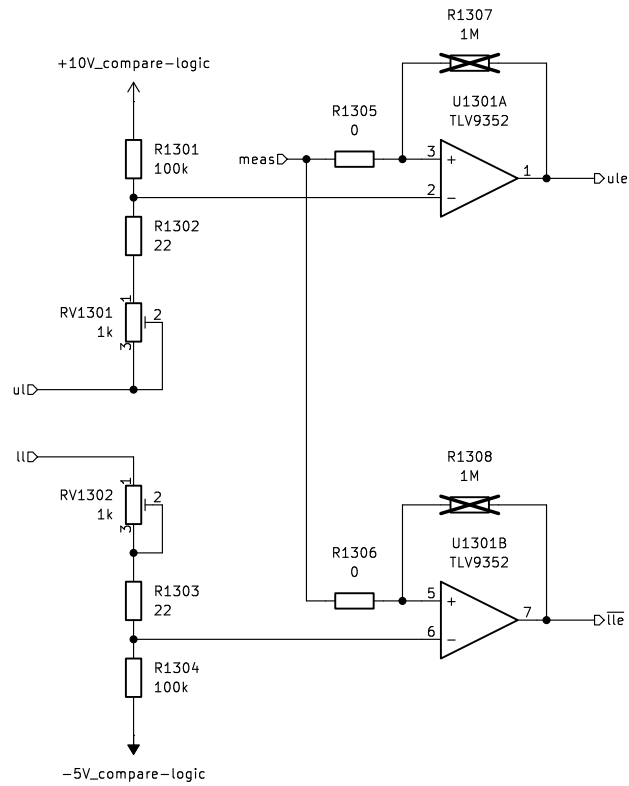 R1307
1M
+10V_compare-logic
U1301A
TLV9352
R1305
0
R1301
100k
meas
3
+
1
ule
2
−
R1302
22
1
RV1301
1k
2
3
ul
ll
R1308
1M
1
RV1302
1k
2
3
U1301B
TLV9352
R1306
0
R1303
22
5
+
7
l̅l̅e̅
6
−
R1304
100k
−5V_compare-logic